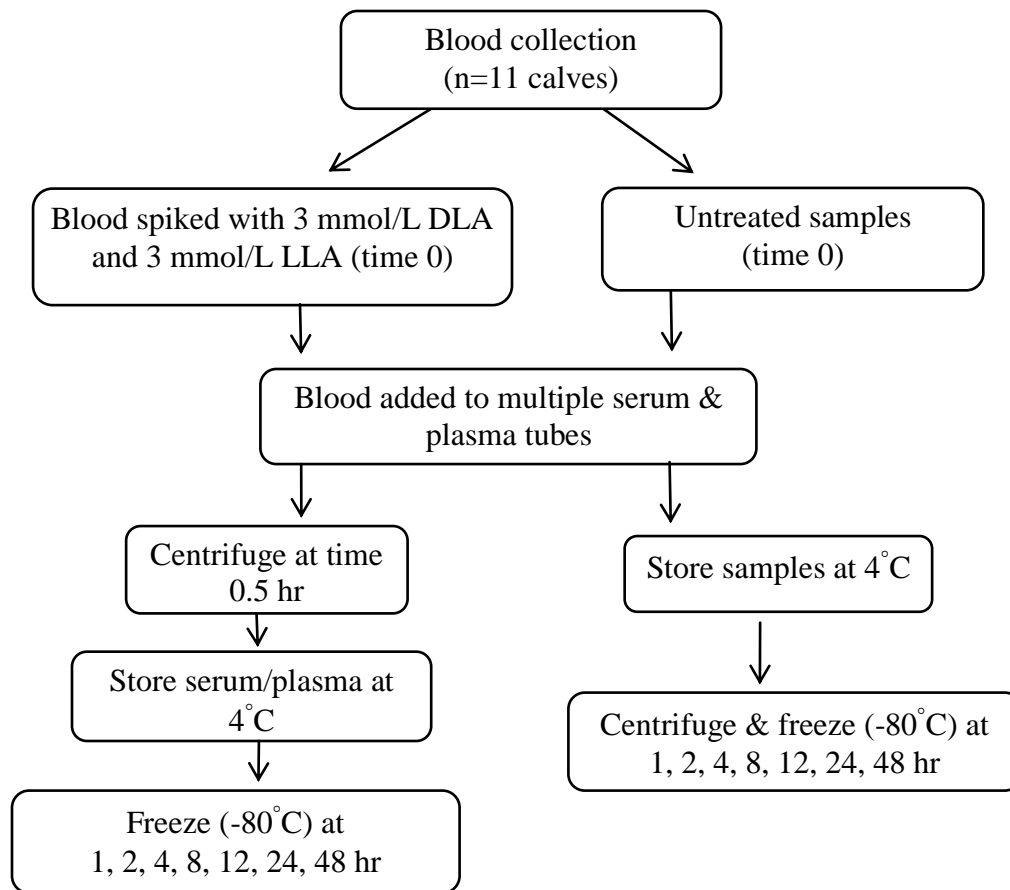 Blood collection
(n=11 calves)
Blood spiked with 3 mmol/L DLA
and 3 mmol/L LLA (time 0)
Untreated samples
(time 0)
Blood added to multiple serum &
plasma tubes
Centrifuge at time
0.5 hr
Store serum/plasma at
4°C
Freeze (-80°C) at
1, 2, 4, 8, 12, 24, 48 hr
Store samples at 4°C
Centrifuge & freeze (-80°C) at
1, 2, 4, 8, 12, 24, 48 hr